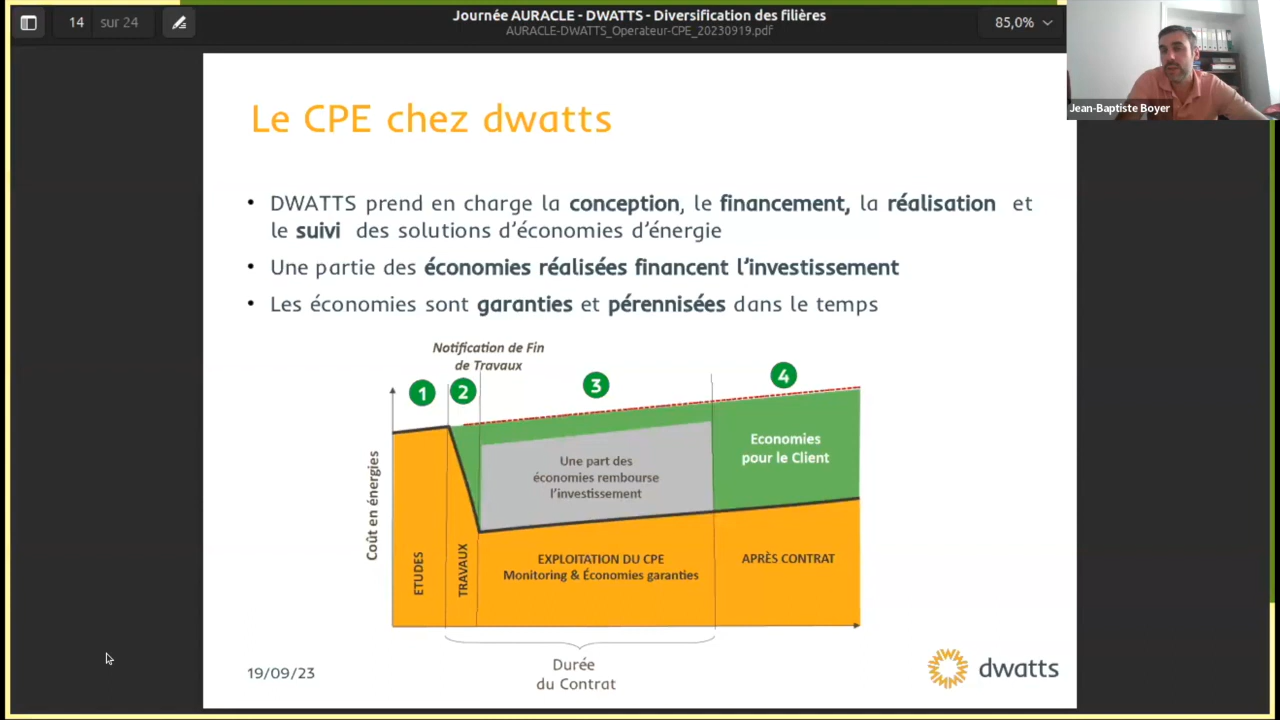 14 sur 24
Journée AURACLE - DWATTS - Diversification des filières
AURACLE-DWATTS_Operateur-CPE_20230919.pdf
85,0%
Jean-Baptiste Boyer
Le CPE chez dwatts
• DWATTS prend en charge la conception, le financement, la réalisation et
le suivi des solutions d'économies d'énergie
• Une partie des économies réalisées financent l'investissement
• Les économies sont garanties et pérennisées dans le temps
Notification de Fin
de Travaux
1 2 3 4
Coût en énergies
Une part des
économies rembourse
l'investissement
Economies
pour le Client
ETUDES
TRAVAUX
EXPLOITATION DU CPE
Monitoring & Économies garanties
APRÈS CONTRAT
Durée
du Contrat
19/09/23
dwatts